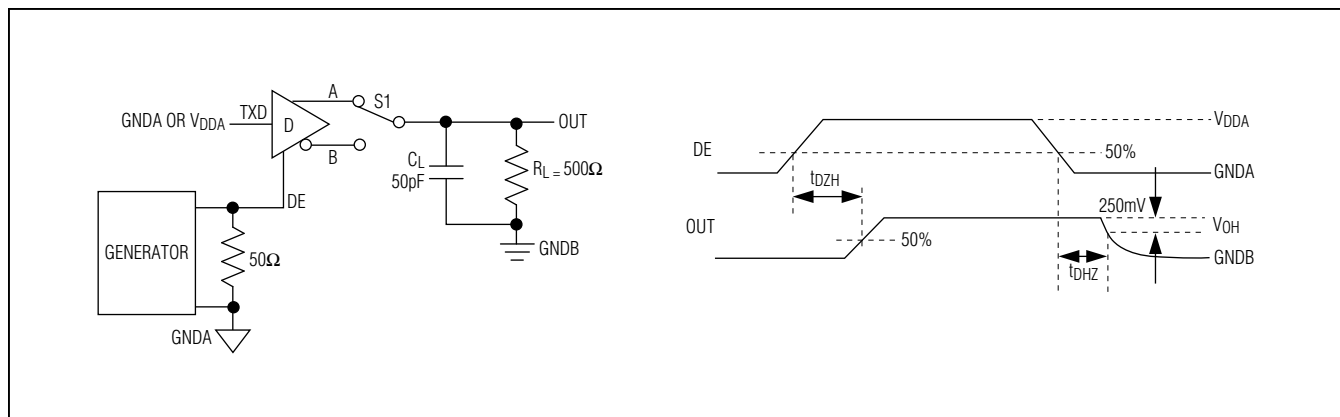 A
S1
TXD
GNDA OR VDDA
D
OUT
B
CL
50pF
RL = 500Ω
DE
GENERATOR
50Ω
GNDB
GNDA
VDDA
DE
50%
GNDA
tDZH
250mV
VOH
OUT
50%
GNDB
tDHZ